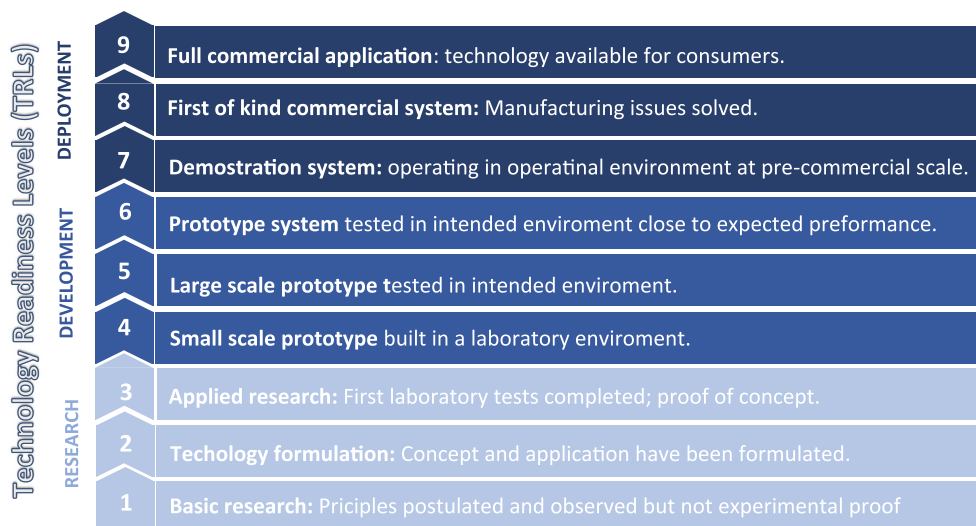 Technology Readiness Levels (TRLs)
DEPLOYMENT
9 Full commercial application: technology available for consumers.
8 First of kind commercial system: Manufacturing issues solved.
7 Demostration system: operating in operatinal environment at pre-commercial scale.
DEVELOPMENT
6 Prototype system tested in intended enviroment close to expected preformance.
5 Large scale prototype tested in intended enviroment.
4 Small scale prototype built in a laboratory enviroment.
RESEARCH
3 Applied research: First laboratory tests completed; proof of concept.
2 Techology formulation: Concept and application have been formulated.
1 Basic research: Priciples postulated and observed but not experimental proof